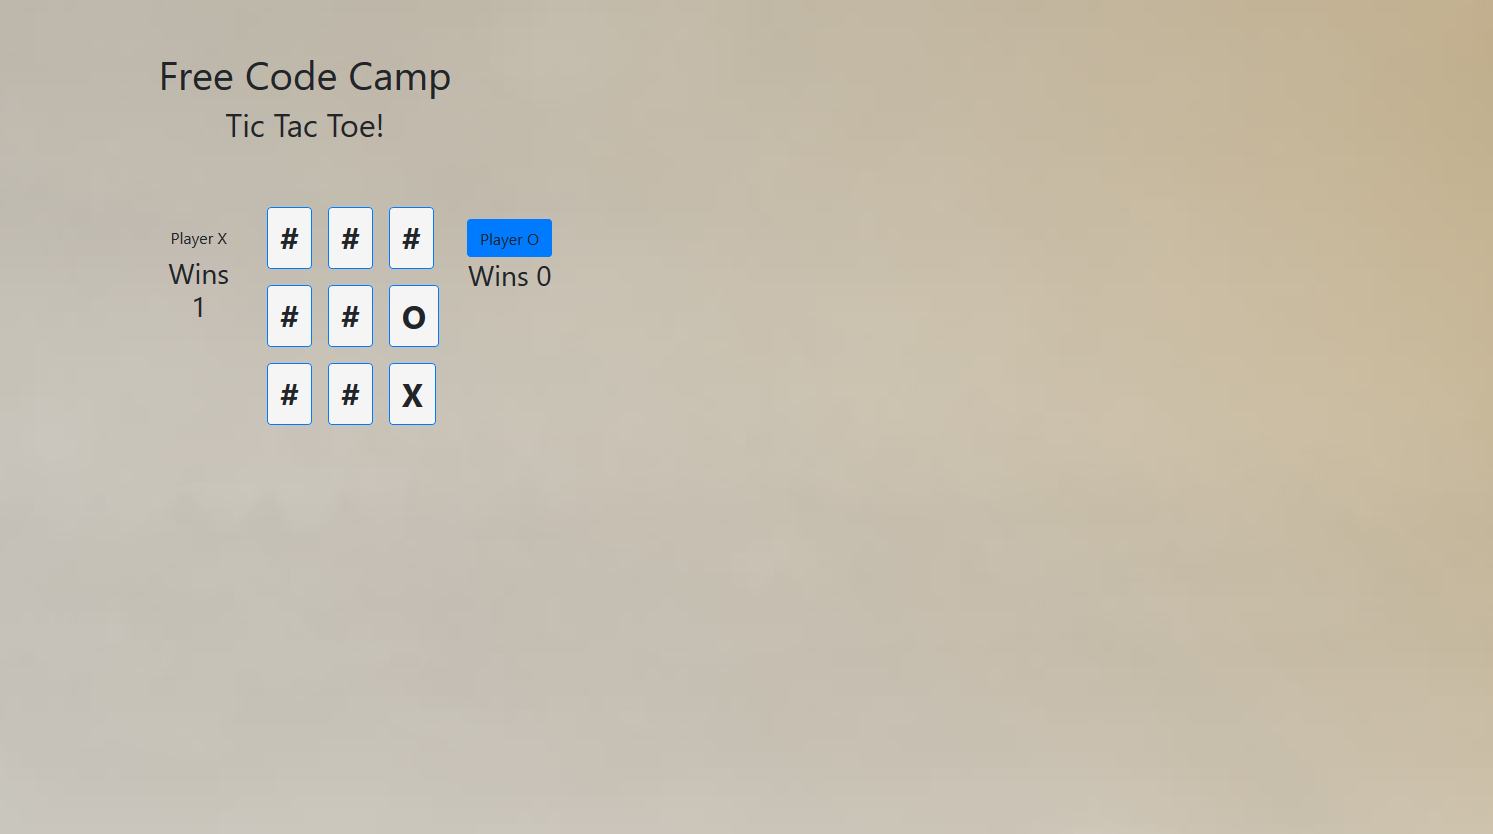 Free Code Camp
Tic Tac Toe!
Player X
Wins
1
# # #
# # O
# # X
Player O
Wins 0